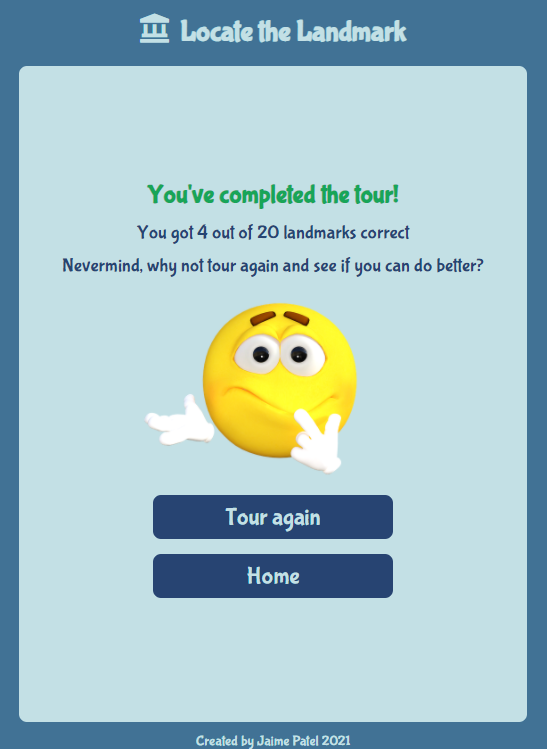 Locate the Landmark
You've completed the tour!
You got 4 out of 20 landmarks correct
Nevermind, why not tour again and see if you can do better?
Tour again
Home
Created by Jaime Patel 2021